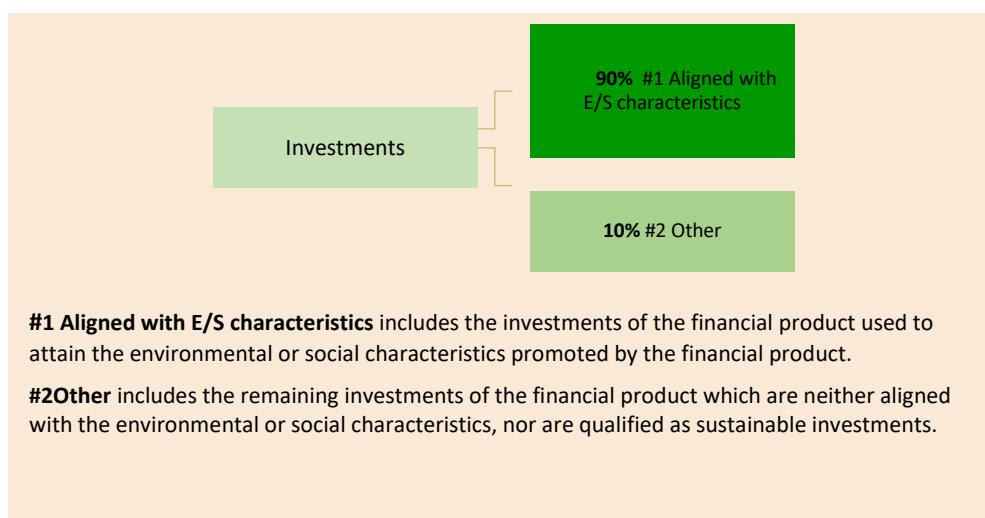 90% #1 Aligned with
E/S characteristics
Investments
10% #2 Other
#1 Aligned with E/S characteristics includes the investments of the financial product used to
attain the environmental or social characteristics promoted by the financial product.
#2Other includes the remaining investments of the financial product which are neither aligned
with the environmental or social characteristics, nor are qualified as sustainable investments.